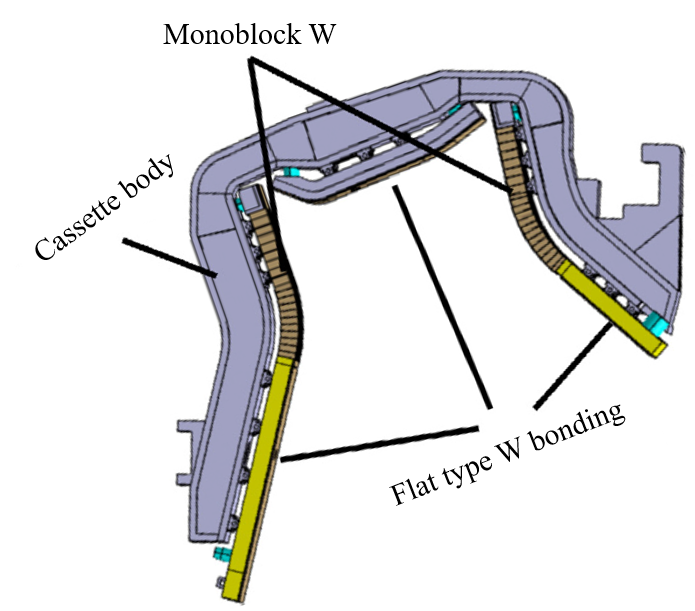 Monoblock W
Cassette body
Flat type W bonding